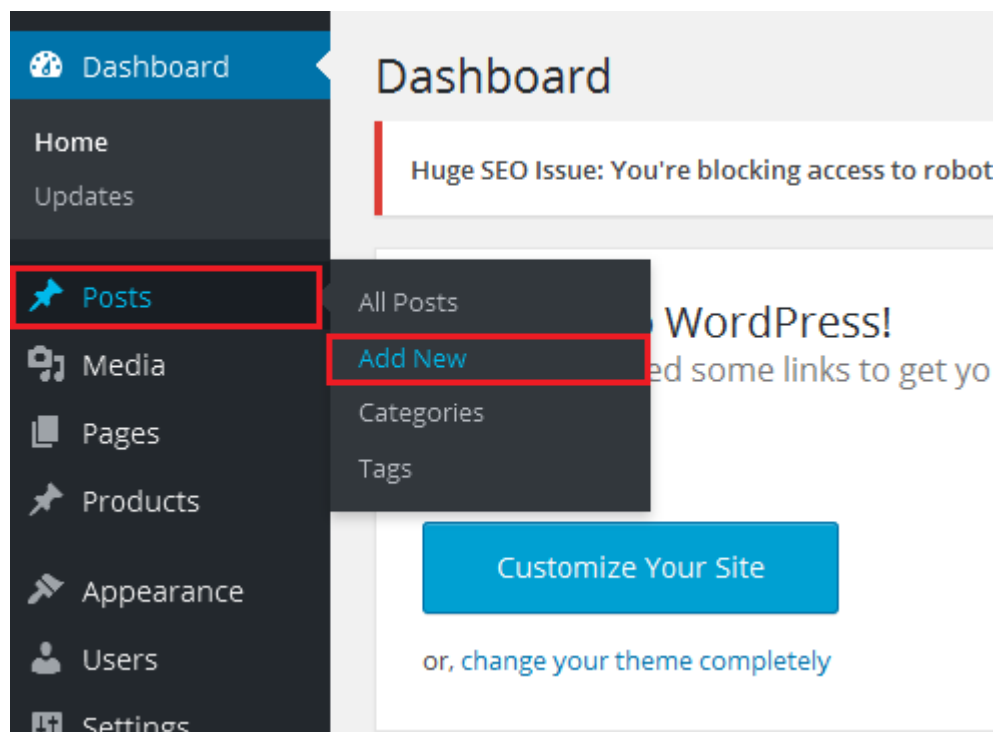 Dashboard
Home
Updates
Posts
Media
Pages
Products
Appearance
Users
Settings
All Posts
Add New
Categories
Tags
Dashboard
Huge SEO Issue: You're blocking access to robot
WordPress!
ed some links to get yo
Customize Your Site
or, change your theme completely